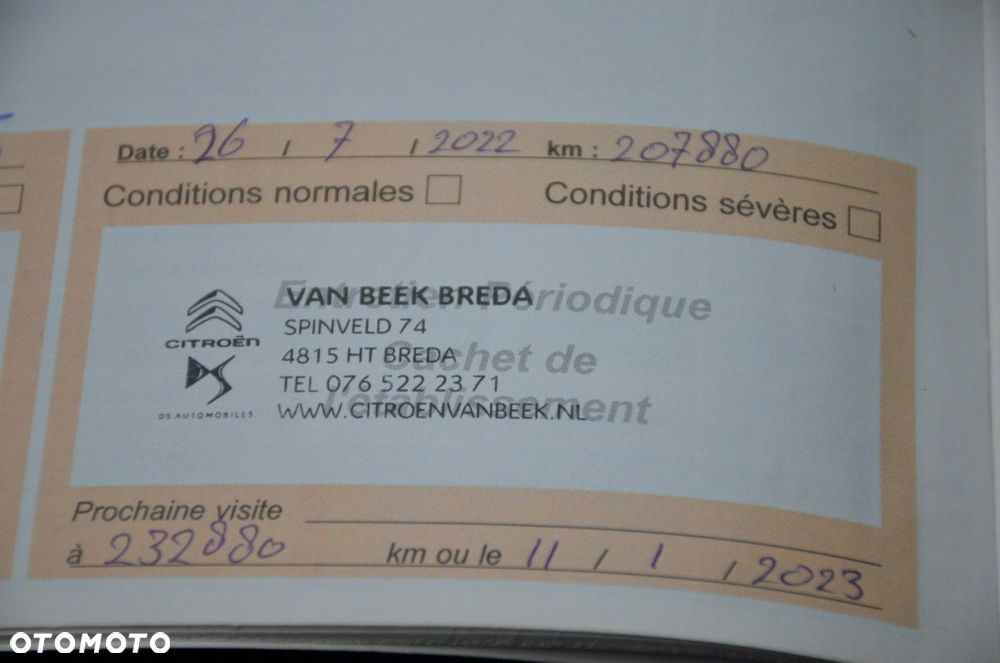 Date : 26 / 7 / 2022 km : 207880
Conditions normales Conditions sévères
Entretien Périodique
Cachet de
l'établissement
VAN BEEK BREDA
SPINVELD 74
4815 HT BREDA
TEL 076 522 23 71
WWW.CITROENVANBEEK.NL
CITROËN
DS AUTOMOBILES
Prochaine visite
à 232880 km ou le 11 / 1 / 2023
OTOMOTO